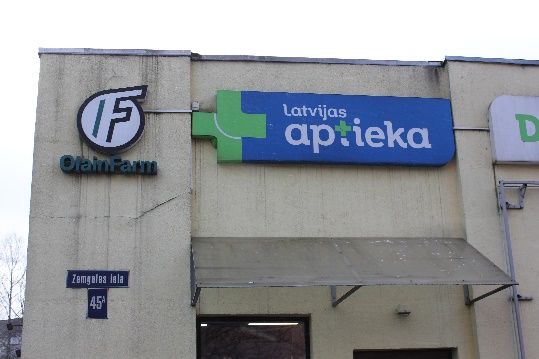 F
OlainFarm
Latvijas
aptieka
D
Zemgales iela
45A